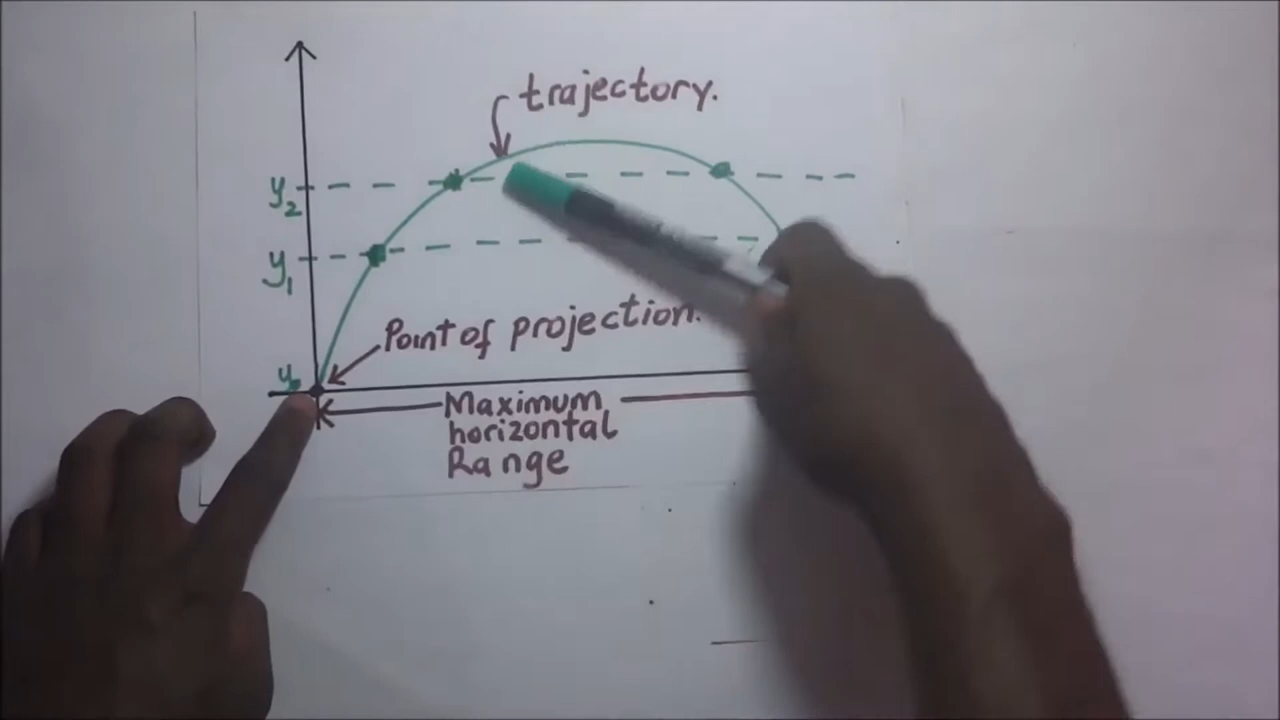 trajectory.
y2
y1
Point of projection.
y0
Maximum
horizontal
Range